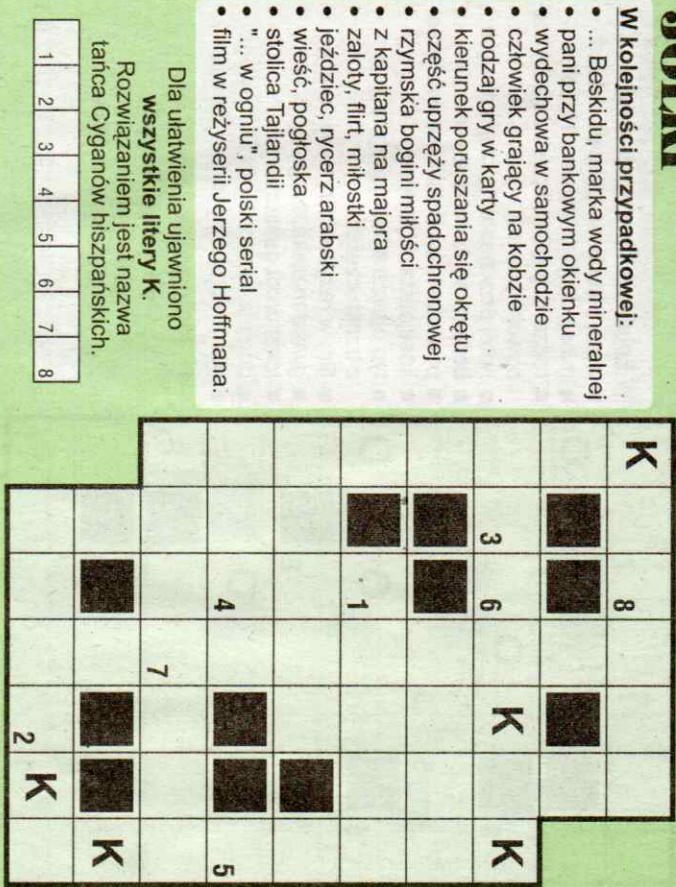 W kolejności przypadkowej:
• ... Beskidu, marka wody mineralnej
• pani przy bankowym okienku
• wydechowa w samochodzie
• człowiek grający na kobzie
• rodzaj gry w karty
• kierunek poruszania się okrętu
• część uprzęży spadochronowej
• rzymska bogini miłości
• z kapitana na majora
• zaloty, flirt, miłostki
• jeździec, rycerz arabski
• wieść, pogłoska
• stolica Tajlandii
• "... w ogniu", polski serial
• film w reżyserii Jerzego Hoffmana.
Dla ułatwienia ujawniono
wszystkie litery K.
Rozwiązaniem jest nazwa
tańca Cyganów hiszpańskich.
1 2 3 4 5 6 7 8
K 8
3 6 K K
1
4 5
7
K
2 K